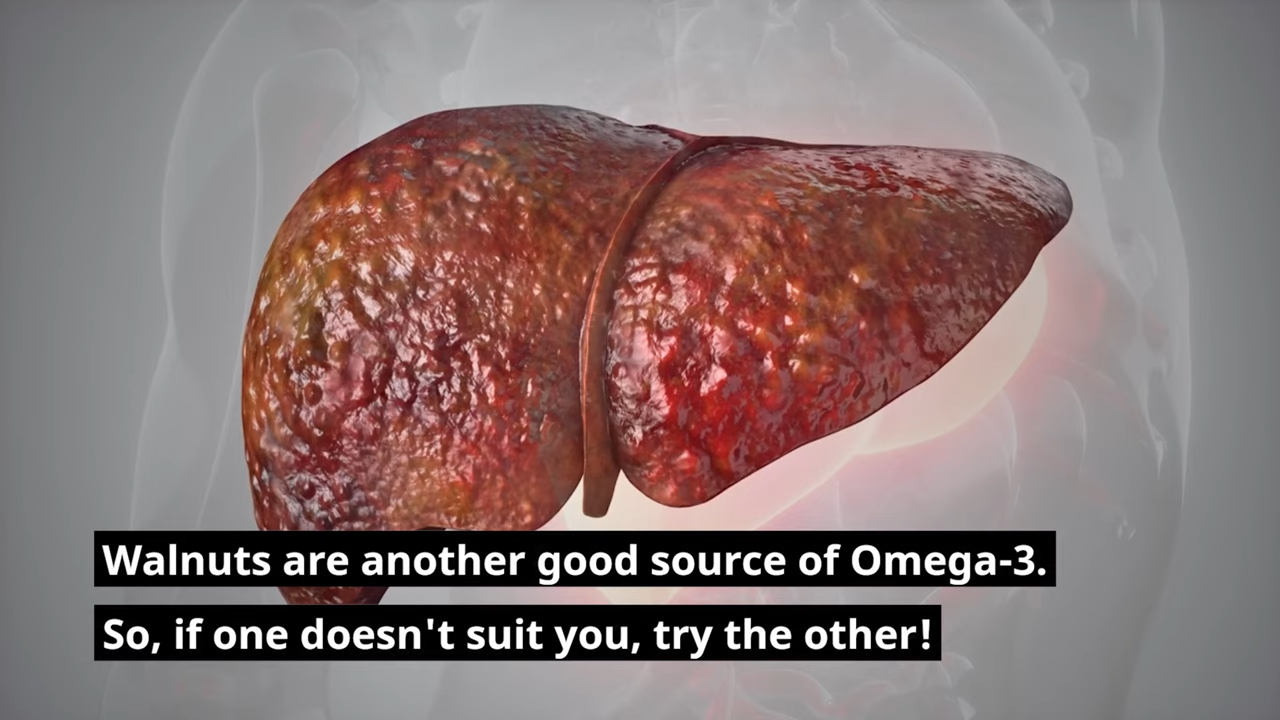 Walnuts are another good source of Omega-3.
So, if one doesn't suit you, try the other!